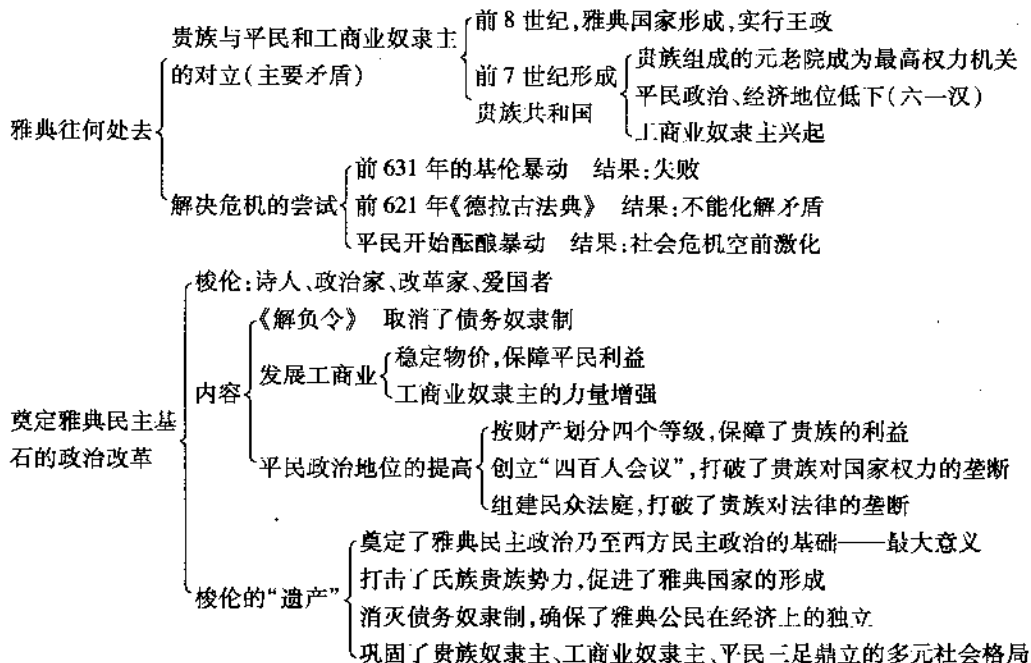 前8世纪,雅典国家形成,实行王政
贵族与平民和工商业奴隶主
的对立(主要矛盾)
前7世纪形成
贵族共和国
贵族组成的元老院成为最高权力机关
平民政治、经济地位低下(六一汉)
工商业奴隶主兴起
雅典往何处去
前631年的基伦暴动 结果:失败
解决危机的尝试
前621年《德拉古法典》 结果:不能化解矛盾
平民开始酝酿暴动 结果:社会危机空前激化
梭伦:诗人、政治家、改革家、爱国者
《解负令》 取消了债务奴隶制
内容
发展工商业
稳定物价,保障平民利益
工商业奴隶主的力量增强
奠定雅典民主基
石的政治改革
平民政治地位的提高
按财产划分四个等级,保障了贵族的利益
创立“四百人会议”,打破了贵族对国家权力的垄断
组建民众法庭,打破了贵族对法律的垄断
梭伦的“遗产”
奠定了雅典民主政治乃至西方民主政治的基础——最大意义
打击了氏族贵族势力,促进了雅典国家的形成
消灭债务奴隶制,确保了雅典公民在经济上的独立
巩固了贵族奴隶主、工商业奴隶主、平民三足鼎立的多元社会格局